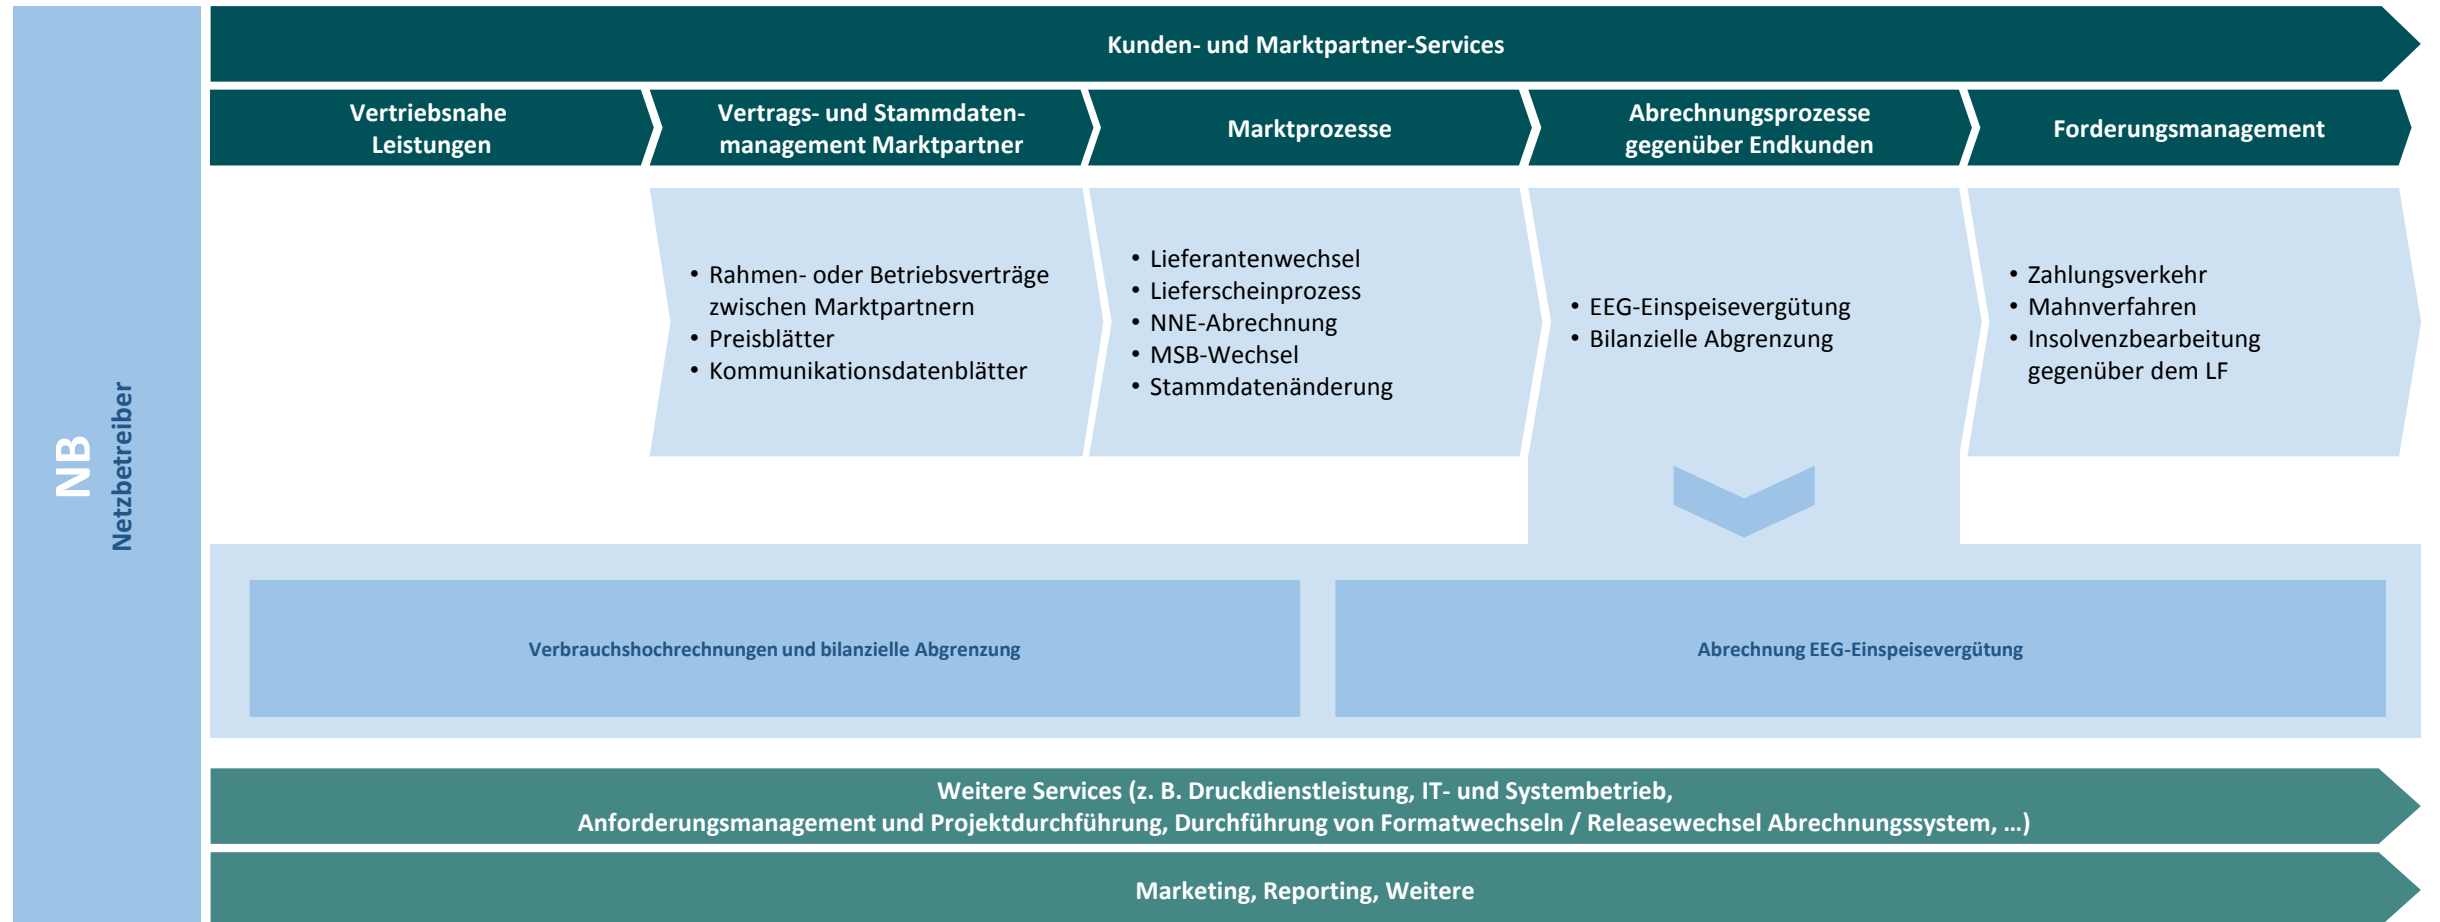 NB
Netzbetreiber
Kunden- und Marktpartner-Services
Vertriebsnahe
Leistungen
Vertrags- und Stammdaten-
management Marktpartner
Marktprozesse
Abrechnungsprozesse
gegenüber Endkunden
Forderungsmanagement
• Rahmen- oder Betriebsverträge
zwischen Marktpartnern
• Preisblätter
• Kommunikationsdatenblätter
• Lieferantenwechsel
• Lieferscheinprozess
• NNE-Abrechnung
• MSB-Wechsel
• Stammdatenänderung
• EEG-Einspeisevergütung
• Bilanzielle Abgrenzung
• Zahlungsverkehr
• Mahnverfahren
• Insolvenzbearbeitung
gegenüber dem LF
Verbrauchshochrechnungen und bilanzielle Abgrenzung
Abrechnung EEG-Einspeisevergütung
Weitere Services (z. B. Druckdienstleistung, IT- und Systembetrieb,
Anforderungsmanagement und Projektdurchführung, Durchführung von Formatwechseln / Releasewechsel Abrechnungssystem, …)
Marketing, Reporting, Weitere